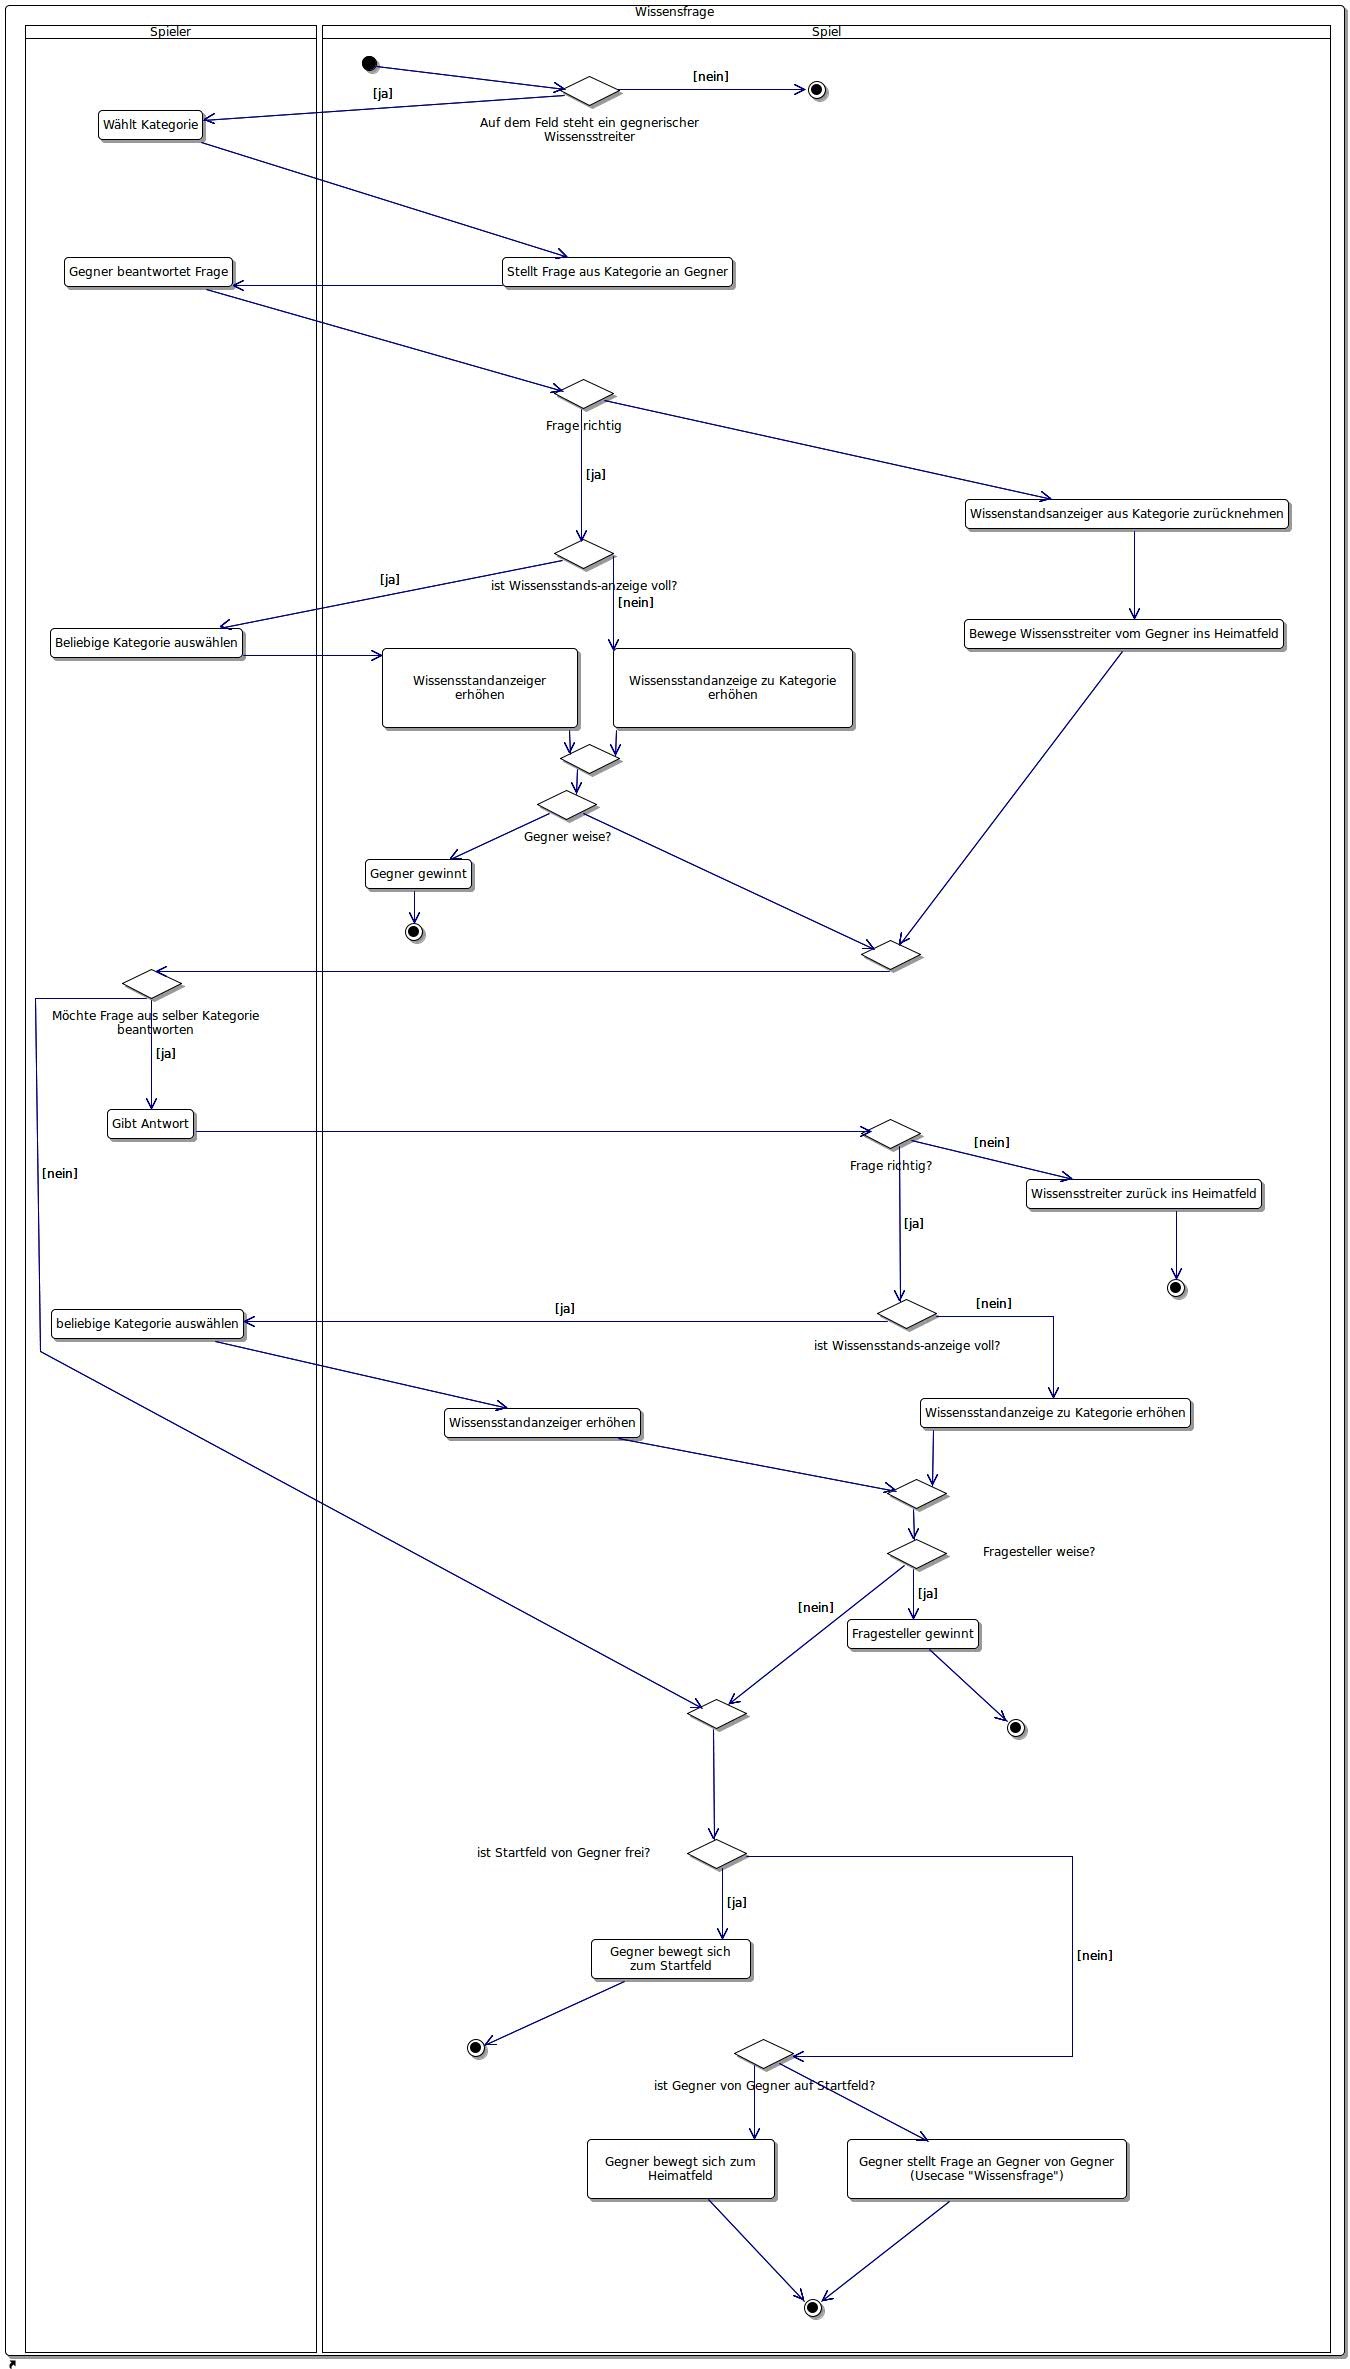 Wissensfrage
Spieler
Spiel
[nein]
[ja]
Auf dem Feld steht ein gegnerischer
Wissensstreiter
Wählt Kategorie
Gegner beantwortet Frage
Stellt Frage aus Kategorie an Gegner
Frage richtig
[ja]
Wissenstandsanzeiger aus Kategorie zurücknehmen
[ja]
ist Wissensstands-anzeige voll?
[nein]
Beliebige Kategorie auswählen
Bewege Wissensstreiter vom Gegner ins Heimatfeld
Wissensstandanzeiger
erhöhen
Wissensstandanzeige zu Kategorie
erhöhen
Gegner weise?
Gegner gewinnt
Möchte Frage aus selber Kategorie
beantworten
[ja]
Gibt Antwort
[nein]
Frage richtig?
[nein]
Wissensstreiter zurück ins Heimatfeld
[ja]
[ja]
[nein]
beliebige Kategorie auswählen
ist Wissensstands-anzeige voll?
Wissensstandanzeiger erhöhen
Wissensstandanzeige zu Kategorie erhöhen
Fragesteller weise?
[nein]
[ja]
Fragesteller gewinnt
ist Startfeld von Gegner frei?
[ja]
Gegner bewegt sich
zum Startfeld
[nein]
ist Gegner von Gegner auf Startfeld?
Gegner bewegt sich zum
Heimatfeld
Gegner stellt Frage an Gegner von Gegner
(Usecase "Wissensfrage")